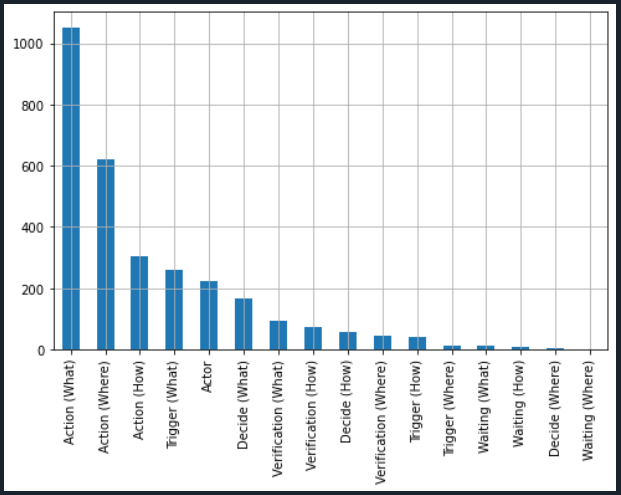 1000
800
600
400
200
0
Action (What)
Action (Where)
Action (How)
Trigger (What)
Actor
Decide (What)
Verification (What)
Verification (How)
Decide (How)
Verification (Where)
Trigger (How)
Trigger (Where)
Waiting (What)
Waiting (How)
Decide (Where)
Waiting (Where)